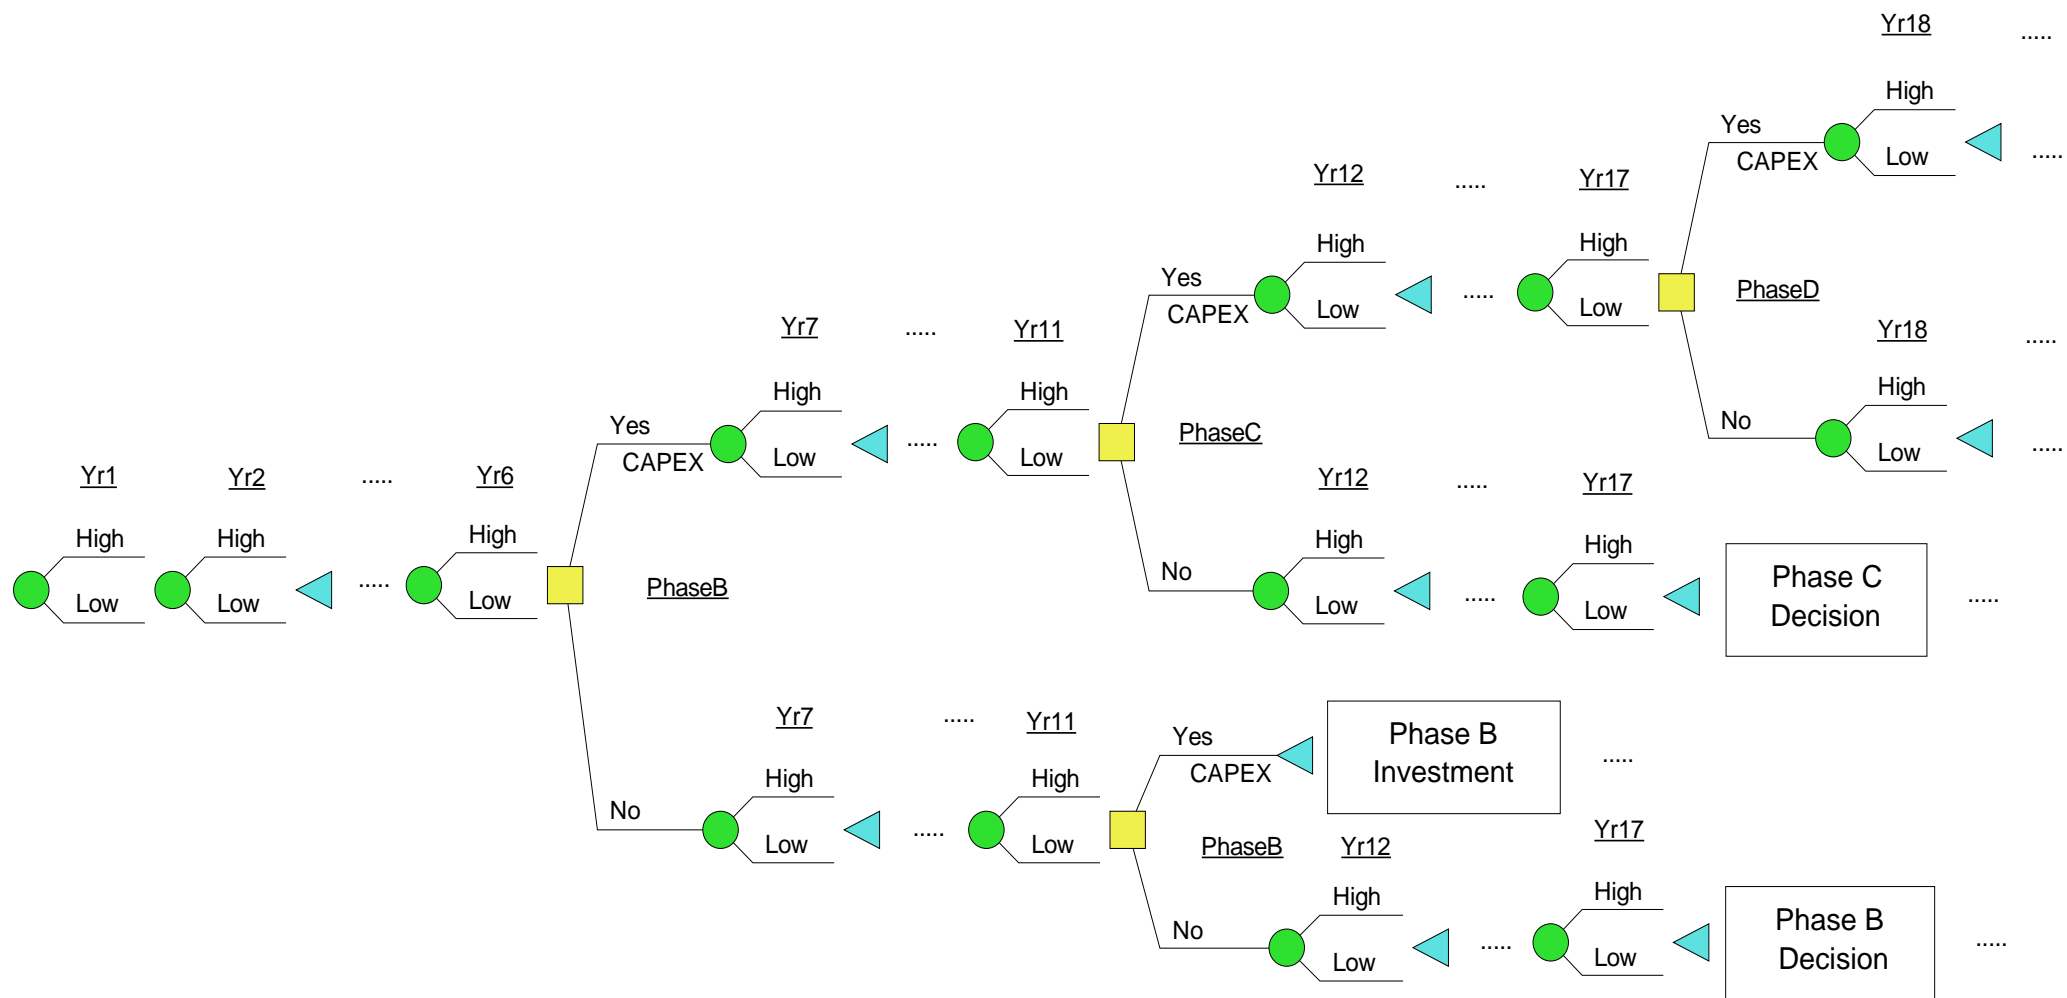 Yr18
.....
High
Yes
CAPEX
Low
.....
Yr12
.....
Yr17
High
High
Yes
CAPEX
Low
.....
Low
PhaseD
Yr18
.....
High
No
Low
.....
Yr7
.....
Yr11
High
High
Yes
CAPEX
Low
.....
Low
PhaseC
Yr12
.....
Yr17
High
High
No
Low
.....
Low
Phase C
Decision
.....
Yr1
Yr2
.....
Yr6
High
High
High
Low
Low
.....
Low
PhaseB
Yr7
.....
Yr11
High
High
No
Low
.....
Low
Yes
CAPEX
Phase B
Investment
.....
PhaseB
Yr12
Yr17
High
High
No
Low
.....
Low
Phase B
Decision
.....